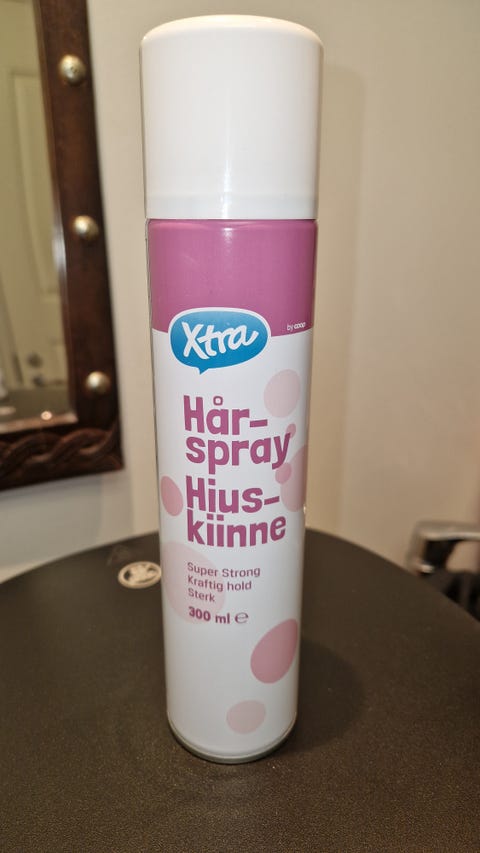 Xtra
by coop
Hår-
spray
Hius-
kiinne
Super Strong
Kraftig hold
Sterk
300 ml ℮